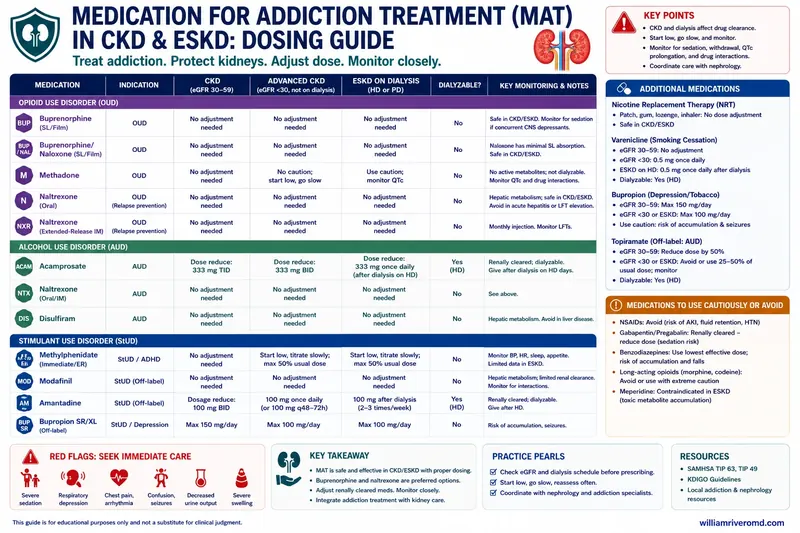 MEDICATION FOR ADDICTION TREATMENT (MAT)
IN CKD & ESKD: DOSING GUIDE
Treat addiction. Protect kidneys. Adjust dose. Monitor closely.
MEDICATION
INDICATION
CKD
(eGFR 30–59)
ADVANCED CKD
(eGFR <30, not on dialysis)
ESKD ON DIALYSIS
(HD or PD)
DIALYZABLE?
KEY MONITORING & NOTES
OPIOID USE DISORDER (OUD)
BUP
Buprenorphine
(SL/Film)
OUD
No adjustment
needed
No adjustment
needed
No adjustment
needed
No
Safe in CKD/ESKD. Monitor for sedation
if concurrent CNS depressants.
BUP
/ NAL
Buprenorphine/
Naloxone (SL/Film)
OUD
No adjustment
needed
No adjustment
needed
No adjustment
needed
No
Naloxone has minimal SL absorption.
Safe in CKD/ESKD.
M
Methadone
OUD
No adjustment
needed
No caution;
start low, go slow
Use caution;
monitor QTc
No
No active metabolites; not dialyzable.
Monitor QTc and drug interactions.
N
Naltrexone
(Oral)
OUD
(Relapse prevention)
No adjustment
needed
No adjustment
needed
No adjustment
needed
No
Hepatic metabolism; safe in CKD/ESKD.
Avoid in acute hepatitis or LFT elevation.
NXR
Naltrexone
(Extended-Release IM)
OUD
(Relapse prevention)
No adjustment
needed
No adjustment
needed
No adjustment
needed
No
Monthly injection. Monitor LFTs.
ALCOHOL USE DISORDER (AUD)
ACAM
Acamprosate
AUD
Dose reduce:
333 mg TID
Dose reduce:
333 mg BID
Dose reduce:
333 mg once daily
(after dialysis on HD)
Yes
(HD)
Renally cleared; dialyzable.
Give after dialysis on HD days.
NTX
Naltrexone
(Oral/IM)
AUD
No adjustment
needed
No adjustment
needed
No adjustment
needed
No
See above.
DIS
Disulfiram
AUD
No adjustment
needed
No adjustment
needed
No adjustment
needed
No
Hepatic metabolism. Avoid in liver disease.
STIMULANT USE DISORDER (StUD)
Methylphenidate
(Immediate/ER)
StUD / ADHD
No adjustment
needed
Start low, titrate slowly;
max 50% usual dose
Start low, titrate slowly;
max 50% usual dose
No
Monitor BP, HR, sleep, appetite.
Limited data in ESKD.
MOD
Modafinil
StUD (Off-label)
No adjustment
needed
No adjustment
needed
No adjustment
needed
No
Hepatic metabolism; limited renal clearance.
Monitor for interactions.
AM
Amantadine
StUD (Off-label)
Dosage reduce:
100 mg BID
100 mg once daily
(or 100 mg q48–72h)
100 mg after dialysis
(2–3 times/week)
Yes
(HD)
Renally cleared; dialyzable.
Give after HD.
BUP
SR
Bupropion SR/XL
(Off-label)
StUD / Depression
Max 150 mg/day
Max 100 mg/day
Max 100 mg/day
No
Risk of accumulation, seizures.
KEY POINTS
• CKD and dialysis affect drug clearance.
• Start low, go slow, and monitor.
• Monitor for sedation, withdrawal, QTc
prolongation, and drug interactions.
• Coordinate care with nephrology.
ADDITIONAL MEDICATIONS
Nicotine Replacement Therapy (NRT)
• Patch, gum, lozenge, inhaler: No dose adjustment
• Safe in CKD/ESKD
Varenicline (Smoking Cessation)
• eGFR 30–59: No adjustment
• eGFR <30: 0.5 mg once daily
• ESKD on HD: 0.5 mg once daily after dialysis
• Dialyzable: Yes (HD)
Bupropion (Depression/Tobacco)
• eGFR 30–59: Max 150 mg/day
• eGFR <30 or ESKD: Max 100 mg/day
• Use caution: risk of accumulation & seizures
Topiramate (Off-label: AUD)
• eGFR 30–59: Reduce dose by 50%
• eGFR <30 or ESKD: Avoid or use 25–50% of
usual dose; monitor
• Dialyzable: Yes (HD)
MEDICATIONS TO USE CAUTIOUSLY OR AVOID
• NSAIDs: Avoid (risk of AKI, fluid retention, HTN)
• Gabapentin/Pregabalin: Renally cleared –
reduce dose (sedation risk)
• Benzodiazepines: Use lowest effective dose;
risk of accumulation and falls
• Long-acting opioids (morphine, codeine):
Avoid or use with extreme caution
• Meperidine: Contraindicated in ESKD
(toxic metabolite accumulation)
RED FLAGS: SEEK IMMEDIATE CARE
Severe
sedation
Respiratory
depression
Chest pain,
arrhythmia
Confusion,
seizures
Decreased
urine output
Severe
swelling
KEY TAKEAWAY
• MAT is safe and effective in CKD/ESKD with proper dosing.
• Buprenorphine and naltrexone are preferred options.
• Adjust renally cleared meds. Monitor closely.
• Integrate addiction treatment with kidney care.
PRACTICE PEARLS
Check eGFR and dialysis schedule before prescribing.
Start low, go slow, reassess often.
Coordinate with nephrology and addiction specialists.
RESOURCES
• SAMHSA TIP 63, TIP 49
• KDIGO Guidelines
• Local addiction & nephrology
resources
This guide is for educational purposes only and not a substitute for clinical judgment.
williamriveromd.com